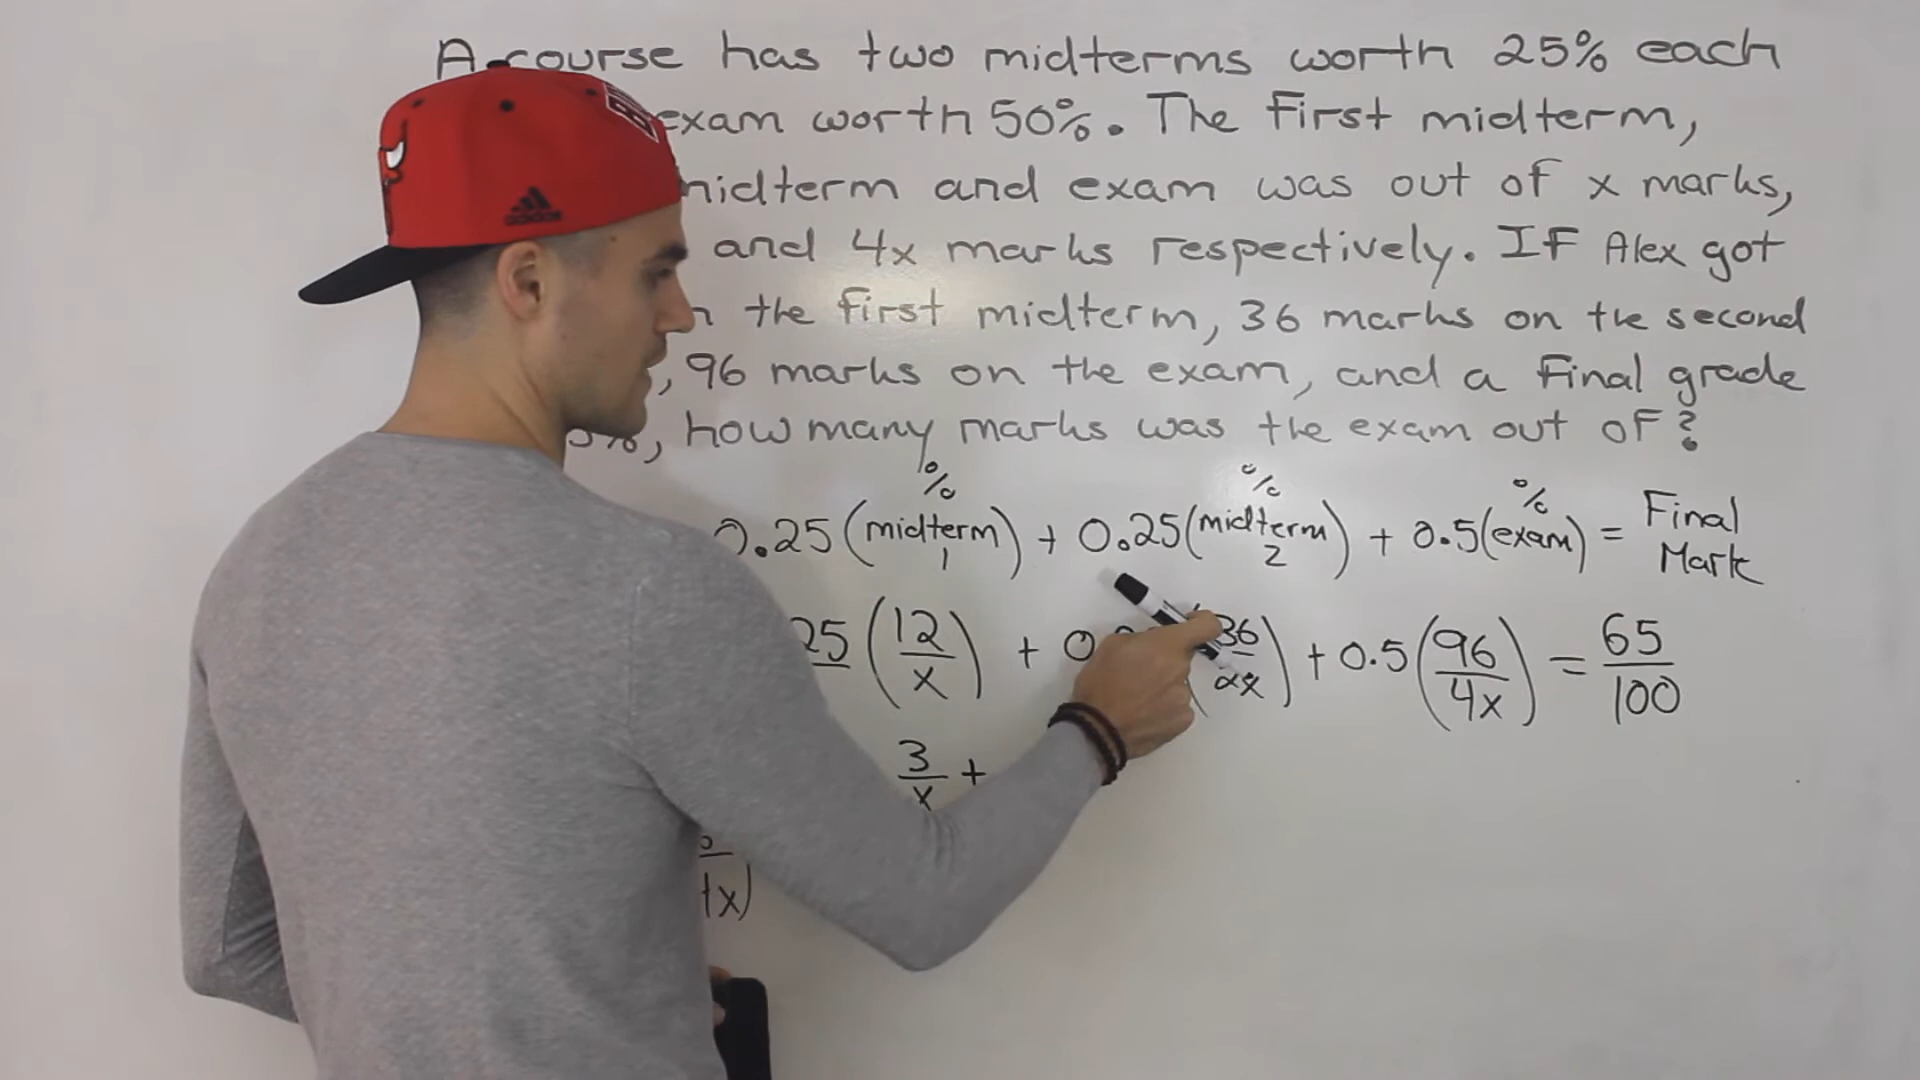 A course has two midterms worth 25% each
exam worth 50%. The first midterm,
midterm and exam was out of x marks,
and 4x marks respectively. If Alex got
the first midterm, 36 marks on the second
, 96 marks on the exam, and a final grade
%, how many marks was the exam out of?
0.25 (midterm 1) % + 0.25 (midterm 2) % + 0.5 (exam) % = Final Mark
25 (12/x) + 0. (36/2x) + 0.5 (96/4x) = 65/100
3/x +
x)
adidas